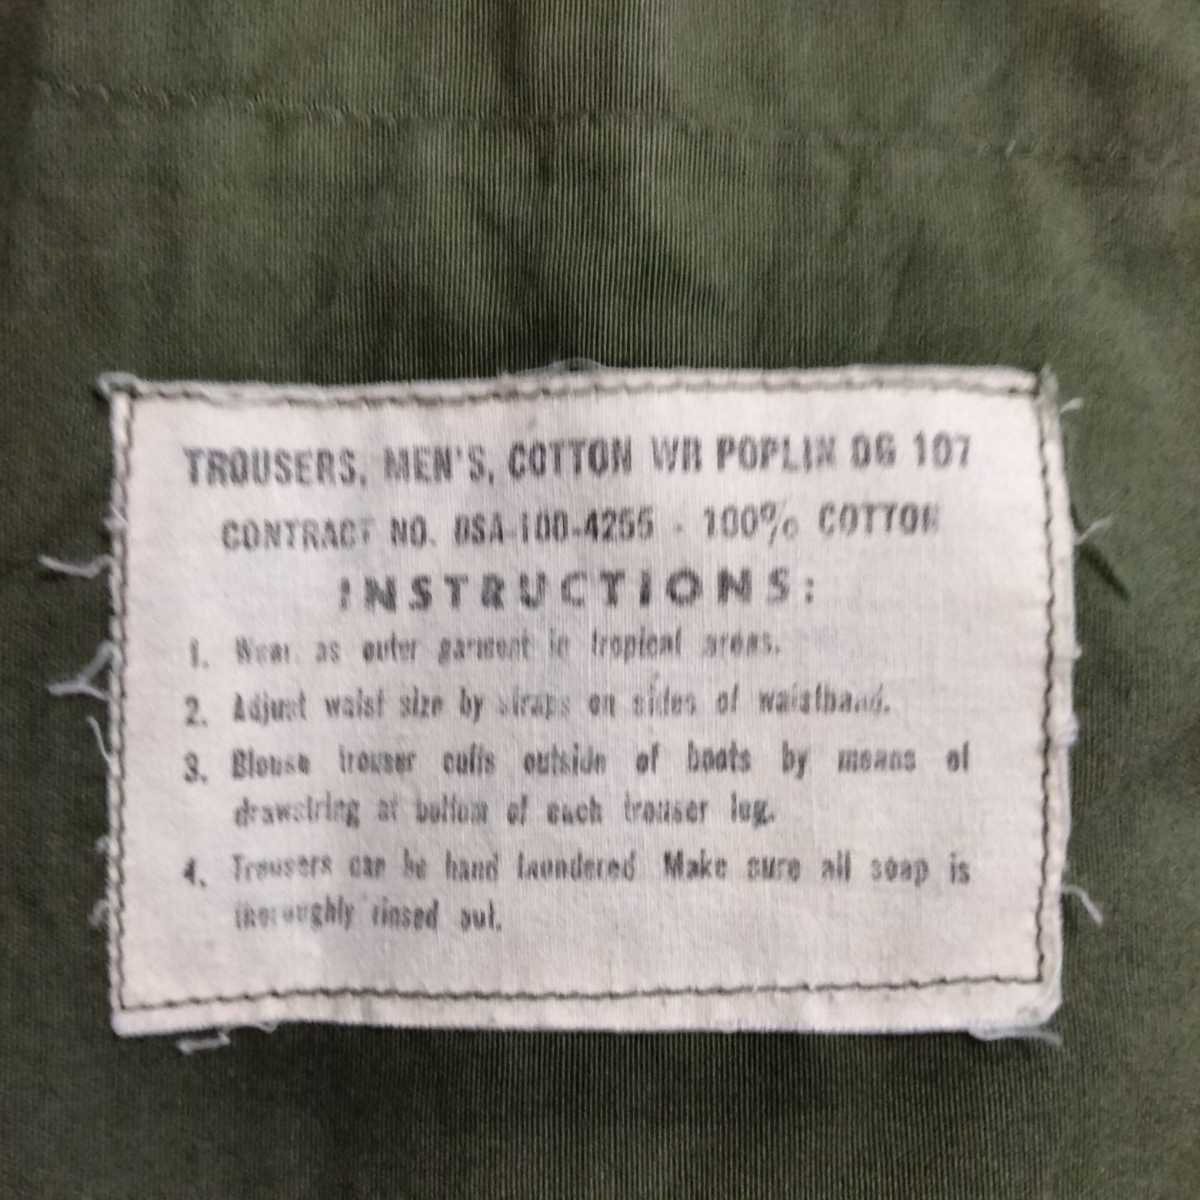 TROUSERS, MEN'S, COTTON WR POPLIN OG 107
CONTRACT NO. DSA-100-4255 - 100% COTTON
INSTRUCTIONS:
1. Wear as outer garment in tropical areas.
2. Adjust waist size by straps on sides of waistband.
3. Blouse trouser cuffs outside of boots by means of
drawstring at bottom of each trouser leg.
4. Trousers can be hand laundered Make sure all soap is
thoroughly rinsed out.